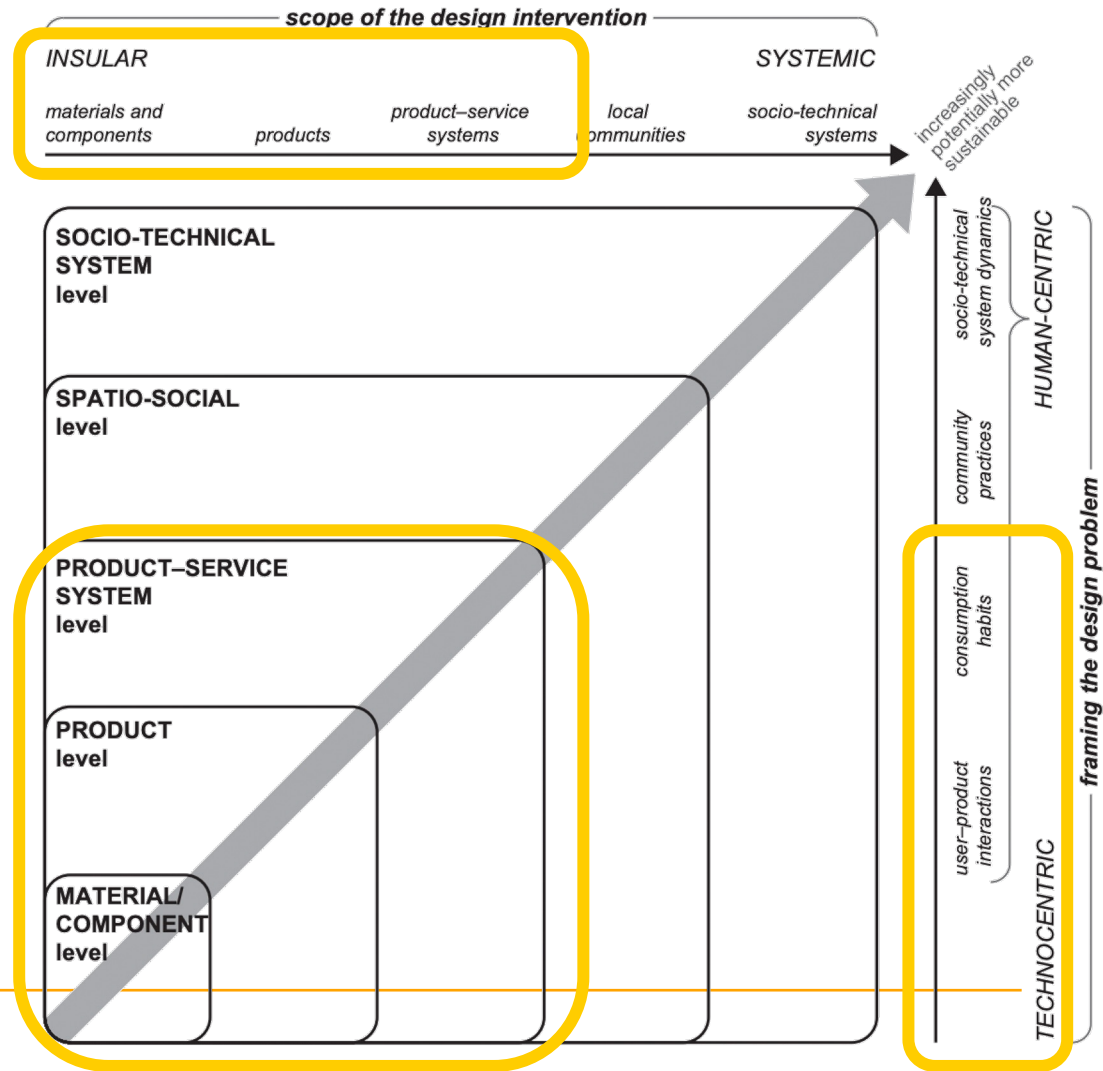 scope of the design intervention
INSULAR
SYSTEMIC
materials and
components
products
product–service
systems
local
communities
socio-technical
systems
increasingly
potentially more
sustainable
SOCIO-TECHNICAL
SYSTEM
level
SPATIO-SOCIAL
level
PRODUCT–SERVICE
SYSTEM
level
PRODUCT
level
MATERIAL/
COMPONENT
level
socio-technical
system dynamics
community
practices
consumption
habits
user–product
interactions
HUMAN-CENTRIC
TECHNOCENTRIC
framing the design problem